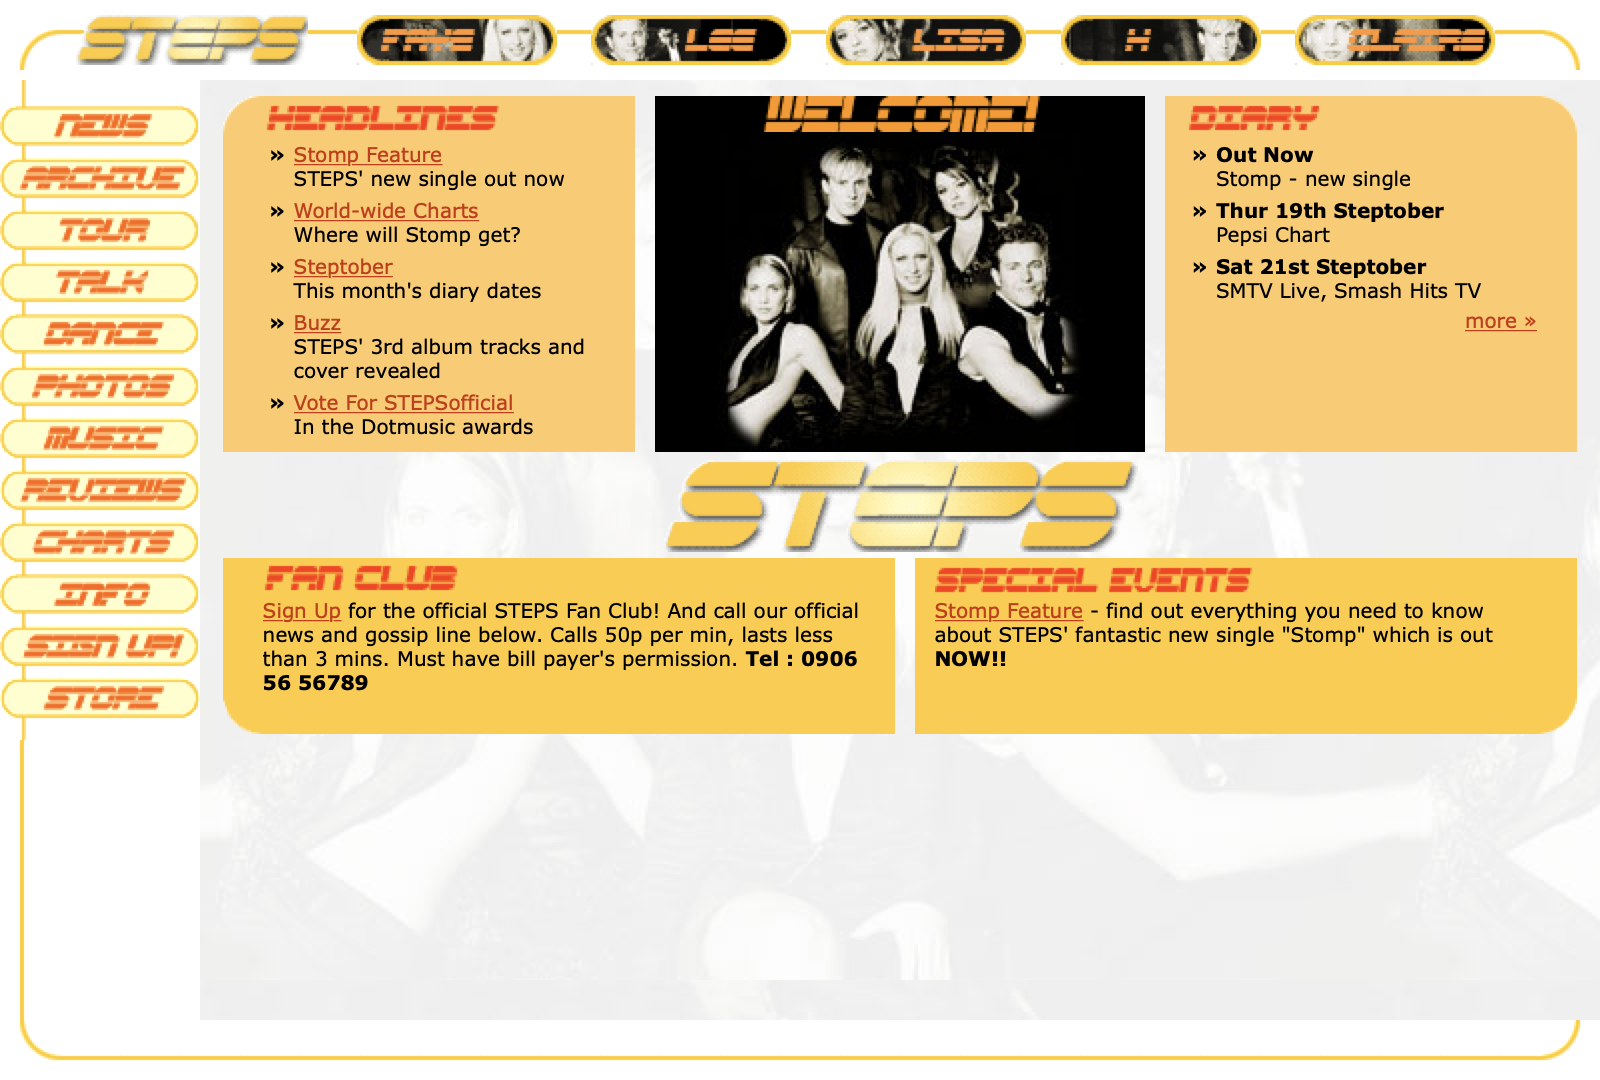 STEPS
FAYE
LEE
LISA
H
CLAIRE
NEWS
ARCHIVE
TOUR
TALK
DANCE
PHOTOS
MUSIC
REVIEWS
CHARTS
INFO
SIGN UP!
STORE
HEADLINES
» Stomp Feature
STEPS' new single out now
» World-wide Charts
Where will Stomp get?
» Steptober
This month's diary dates
» Buzz
STEPS' 3rd album tracks and
cover revealed
» Vote For STEPSofficial
In the Dotmusic awards
WELCOME!
DIARY
» Out Now
Stomp - new single
» Thur 19th Steptober
Pepsi Chart
» Sat 21st Steptober
SMTV Live, Smash Hits TV
more »
STEPS
FAN CLUB
Sign Up for the official STEPS Fan Club! And call our official
news and gossip line below. Calls 50p per min, lasts less
than 3 mins. Must have bill payer's permission. Tel : 0906
56 56789
SPECIAL EVENTS
Stomp Feature - find out everything you need to know
about STEPS' fantastic new single "Stomp" which is out
NOW!!